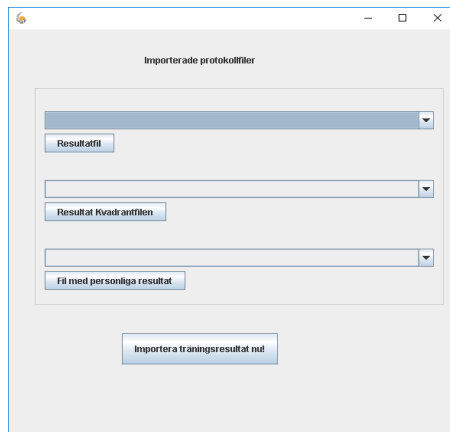 Importerade protokollfiler
Resultatfil
Resultat Kvadrantfilen
Fil med personliga resultat
Importera träningsresultat nu!